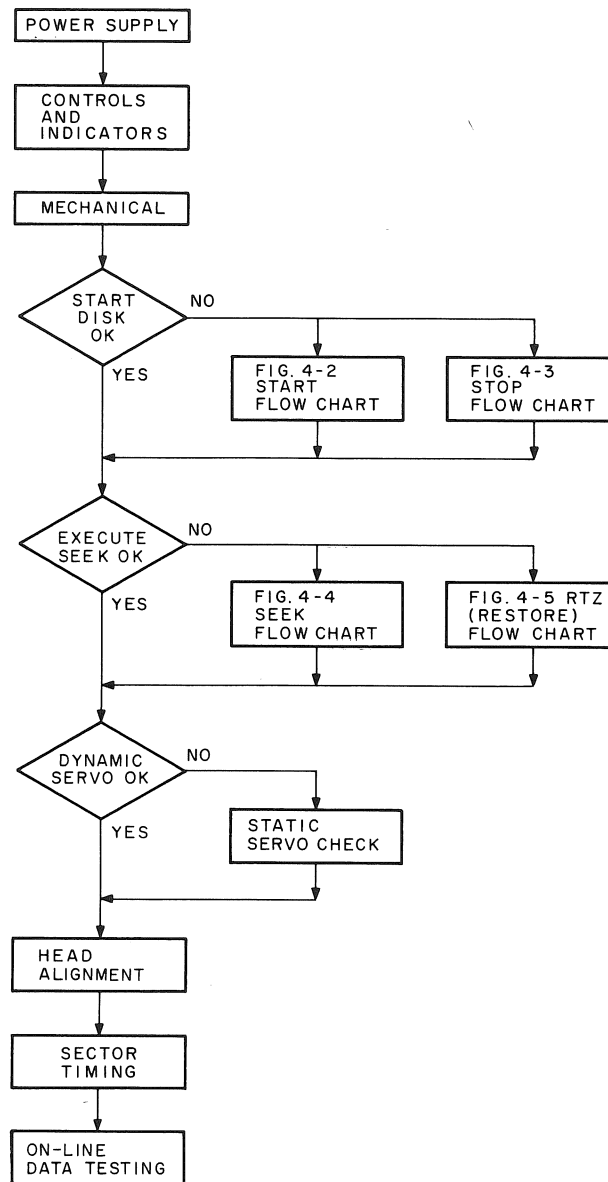 POWER SUPPLY
CONTROLS
AND
INDICATORS
MECHANICAL
START
DISK
OK
NO
YES
FIG. 4-2
START
FLOW CHART
FIG. 4-3
STOP
FLOW CHART
EXECUTE
SEEK OK
NO
YES
FIG. 4-4
SEEK
FLOW CHART
FIG. 4-5 RTZ
(RESTORE)
FLOW CHART
DYNAMIC
SERVO OK
NO
YES
STATIC
SERVO CHECK
HEAD
ALIGNMENT
SECTOR
TIMING
ON-LINE
DATA TESTING